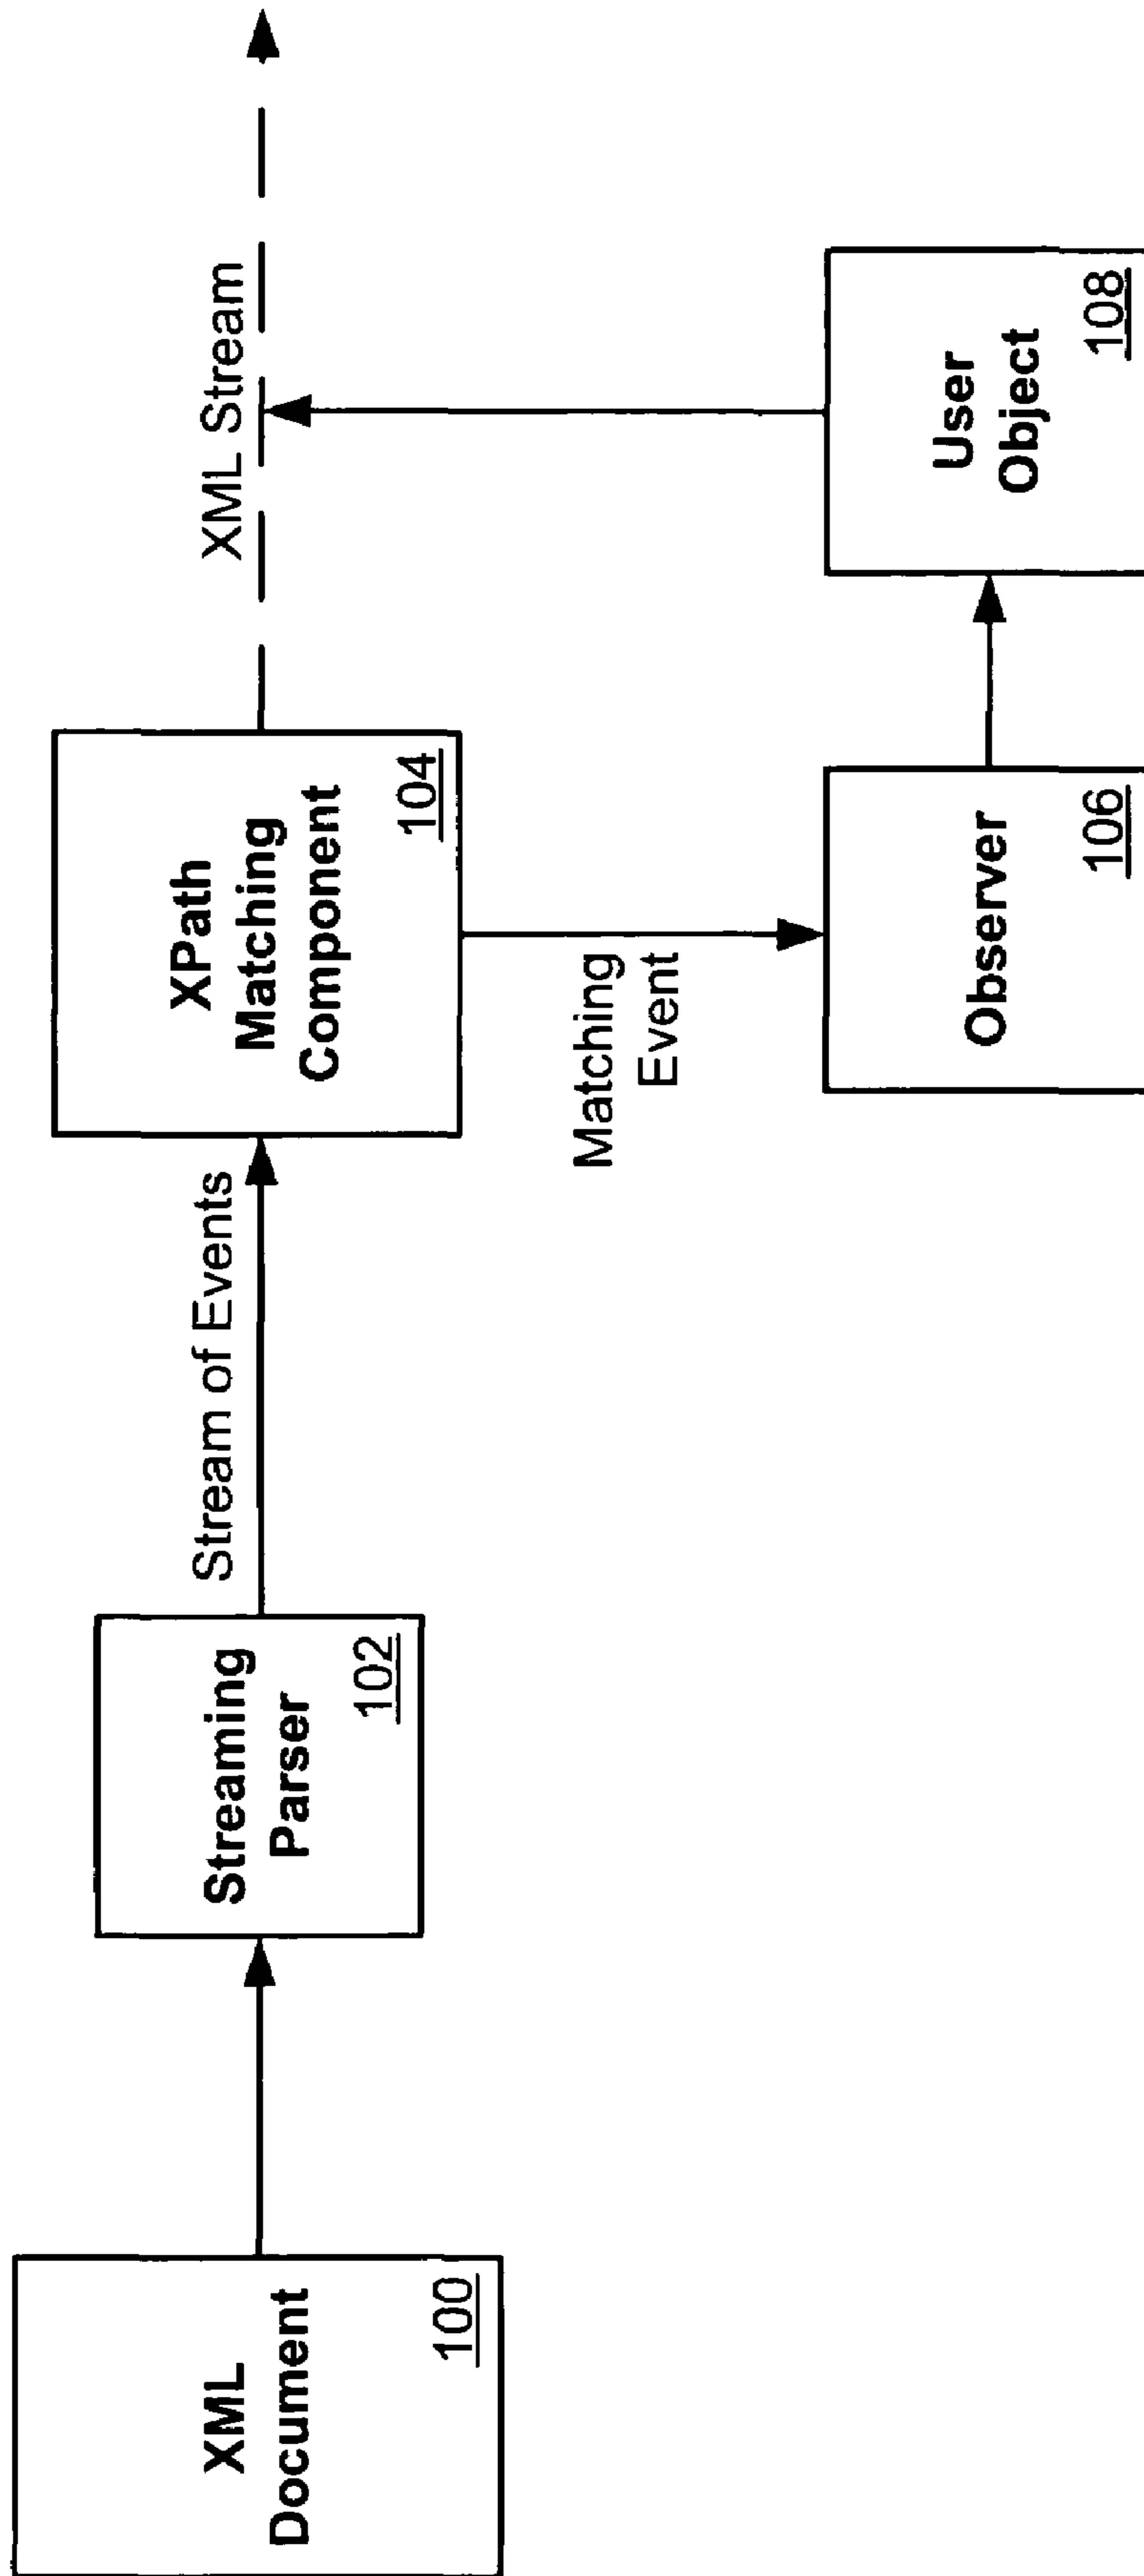 XML
Document
100
Streaming
Parser
102
Stream of Events
XPath
Matching
Component
104
XML Stream
Matching
Event
Observer
106
User
Object
108